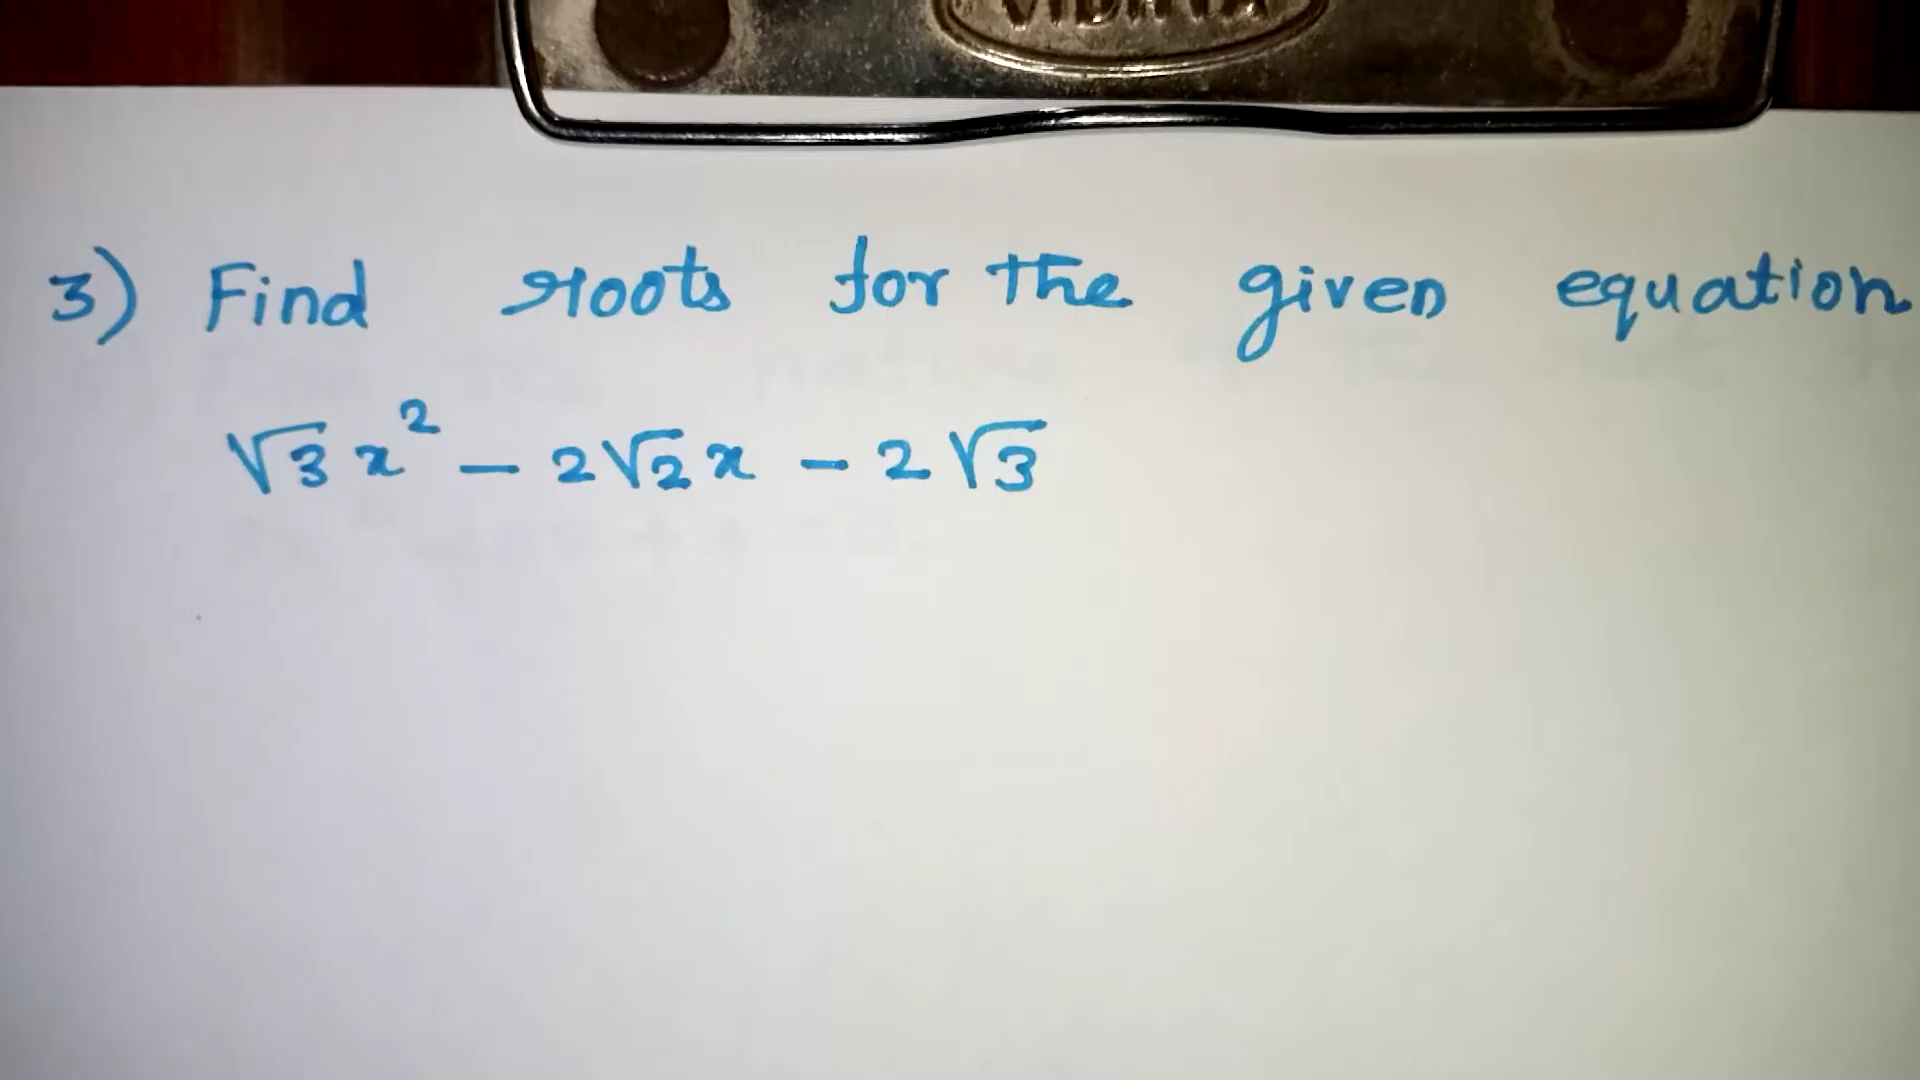 3) Find roots for the given equation
√3 x² - 2√2 x - 2√3